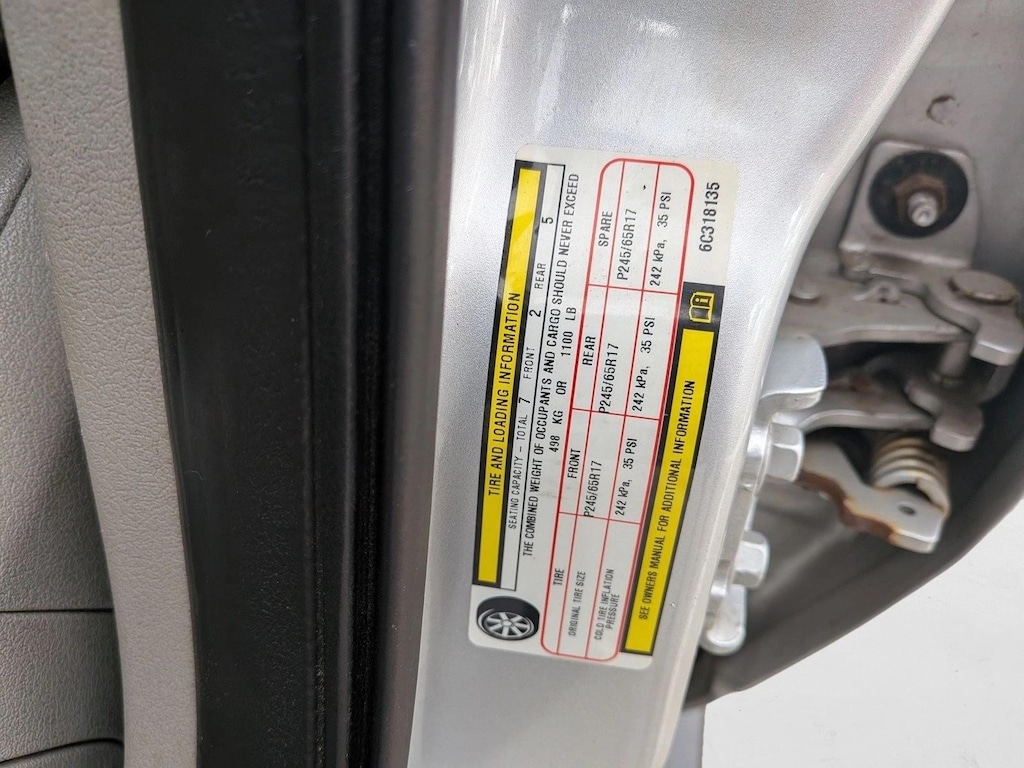 TIRE AND LOADING INFORMATION
SEATING CAPACITY – TOTAL 7 FRONT 2 REAR 5
THE COMBINED WEIGHT OF OCCUPANTS AND CARGO SHOULD NEVER EXCEED
498 KG OR 1100 LB
TIRE FRONT REAR SPARE
ORIGINAL TIRE SIZE P245/65R17 P245/65R17 P245/65R17
COLD TIRE INFLATION 242 kPa, 35 PSI 242 kPa, 35 PSI 242 kPa, 35 PSI
PRESSURE
SEE OWNERS MANUAL FOR ADDITIONAL INFORMATION
6C318135